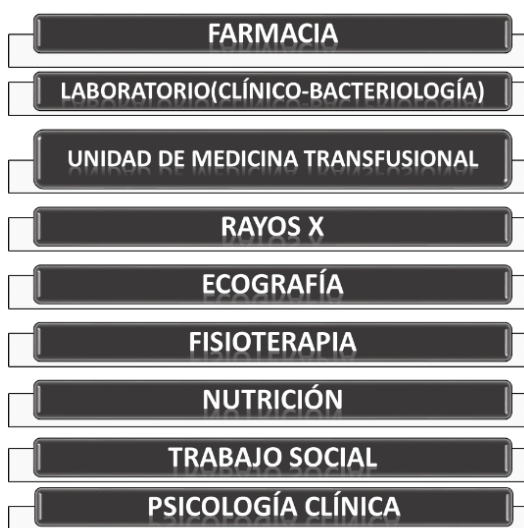 FARMACIA
LABORATORIO(CLÍNICO-BACTERIOLOGÍA)
UNIDAD DE MEDICINA TRANSFUSIONAL
RAYOS X
ECOGRAFÍA
FISIOTERAPIA
NUTRICIÓN
TRABAJO SOCIAL
PSICOLOGÍA CLÍNICA